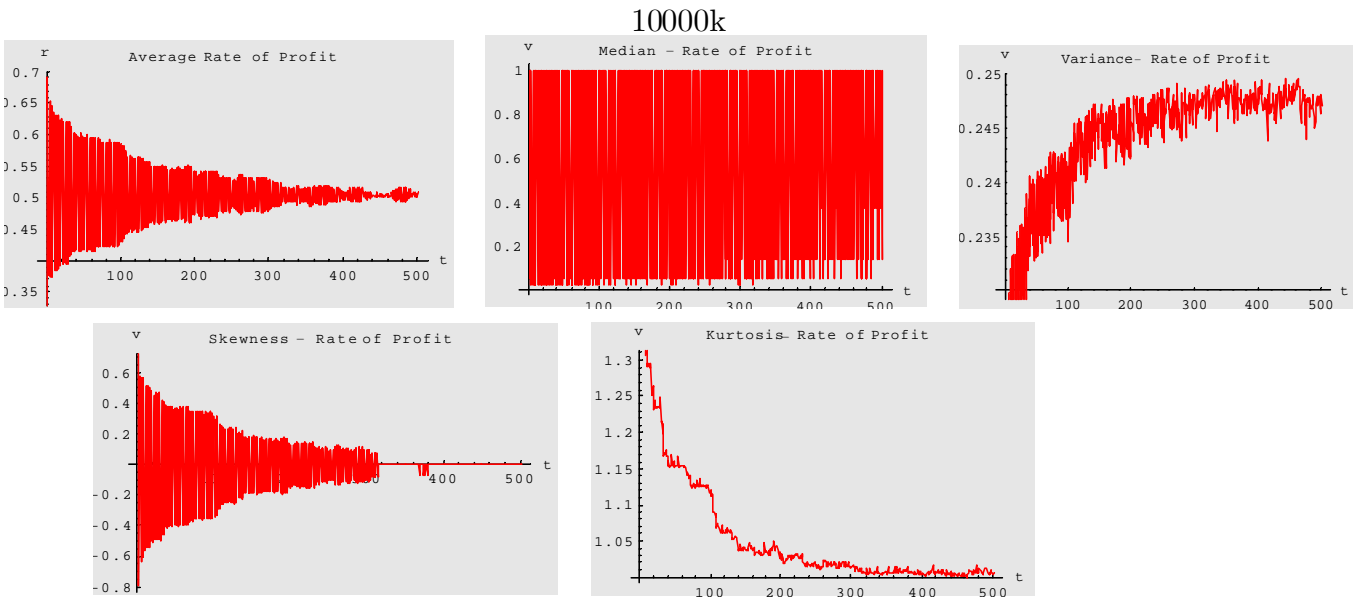 10000k
r
Average Rate of Profit
0.7
0.65
0.6
0.55
0.5
0.45
0.35
100 200 300 400 500
t
v
Median - Rate of Profit
1
0.8
0.6
0.4
0.2
100 200 300 400 500
t
v
Variance- Rate of Profit
0.25
0.245
0.24
0.235
100 200 300 400 500
t
v
Skewness - Rate of Profit
0.6
0.4
0.2
-0.2
-0.4
-0.6
-0.8
400 500
t
v
Kurtosis- Rate of Profit
1.3
1.25
1.2
1.15
1.1
1.05
100 200 300 400 500
t